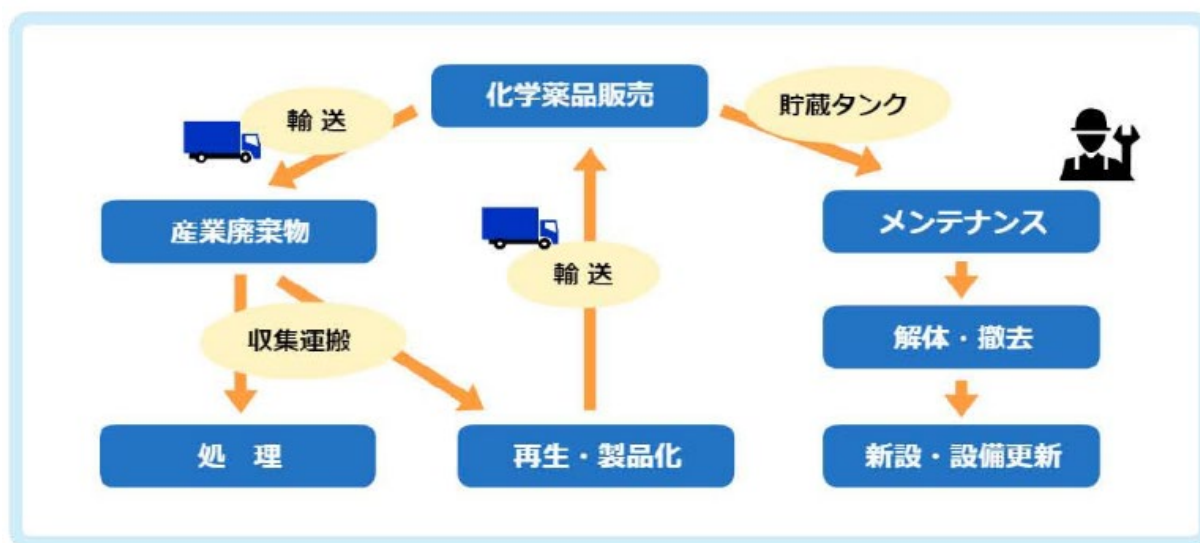 化学薬品販売
輸 送
貯蔵タンク
産業廃棄物
メンテナンス
輸 送
収集運搬
解体・撤去
処 理
再生・製品化
新設・設備更新